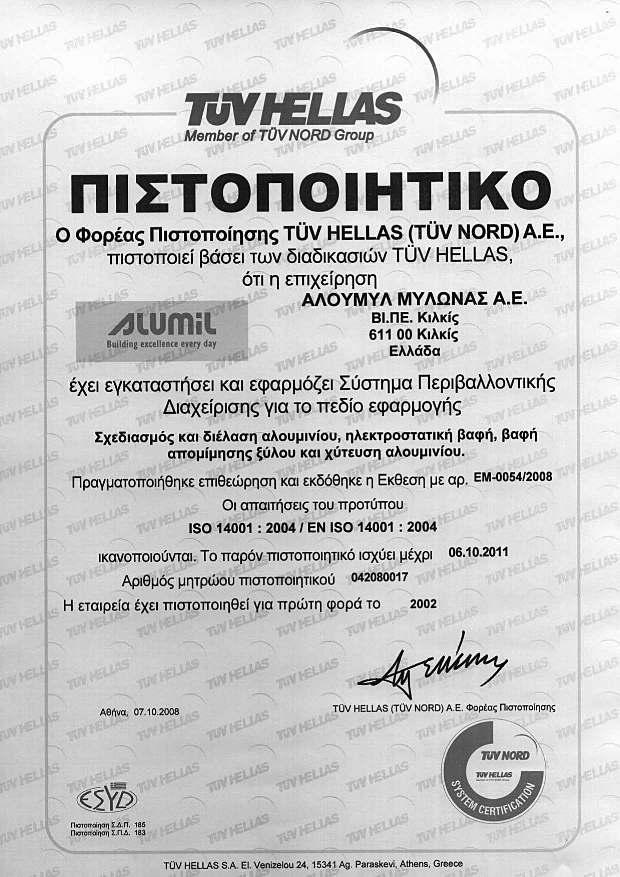 TÜV HELLAS
Member of TÜV NORD Group
ΠΙΣΤΟΠΟΙΗΤΙΚΟ
Ο Φορέας Πιστοποίησης TÜV HELLAS (TÜV NORD) A.E.,
πιστοποιεί βάσει των διαδικασιών TÜV HELLAS,
ότι η επιχείρηση
ΑΛΟΥΜΥΛ ΜΥΛΩΝΑΣ Α.Ε.
ΒΙ.ΠΕ. Κιλκίς
611 00 Κιλκίς
Ελλάδα
ALUMIL
Building excellence every day
έχει εγκαταστήσει και εφαρμόζει Σύστημα Περιβαλλοντικής
Διαχείρισης για το πεδίο εφαρμογής
Σχεδιασμός και διέλαση αλουμινίου, ηλεκτροστατική βαφή, βαφή
απομίμησης ξύλου και χύτευση αλουμινίου.
Πραγματοποιήθηκε επιθεώρηση και εκδόθηκε η Εκθεση με αρ. EM-0054/2008
Οι απαιτήσεις του προτύπου
ISO 14001 : 2004 / EN ISO 14001 : 2004
ικανοποιούνται. Το παρόν πιστοποιητικό ισχύει μέχρι 06.10.2011
Αριθμός μητρώου πιστοποιητικού 042080017
Η εταιρεία έχει πιστοποιηθεί για πρώτη φορά το 2002
Αθήνα, 07.10.2008
TÜV HELLAS (TÜV NORD) A.E. Φορέας Πιστοποίησης
TÜV NORD
TÜV HELLAS
SYSTEM CERTIFICATION
ESYD
Πιστοποίηση Σ.Δ.Π. 185
Πιστοποίηση Σ.Π.Δ. 183
TÜV HELLAS S.A. El. Venizelou 24, 15341 Ag. Paraskevi, Athens, Greece